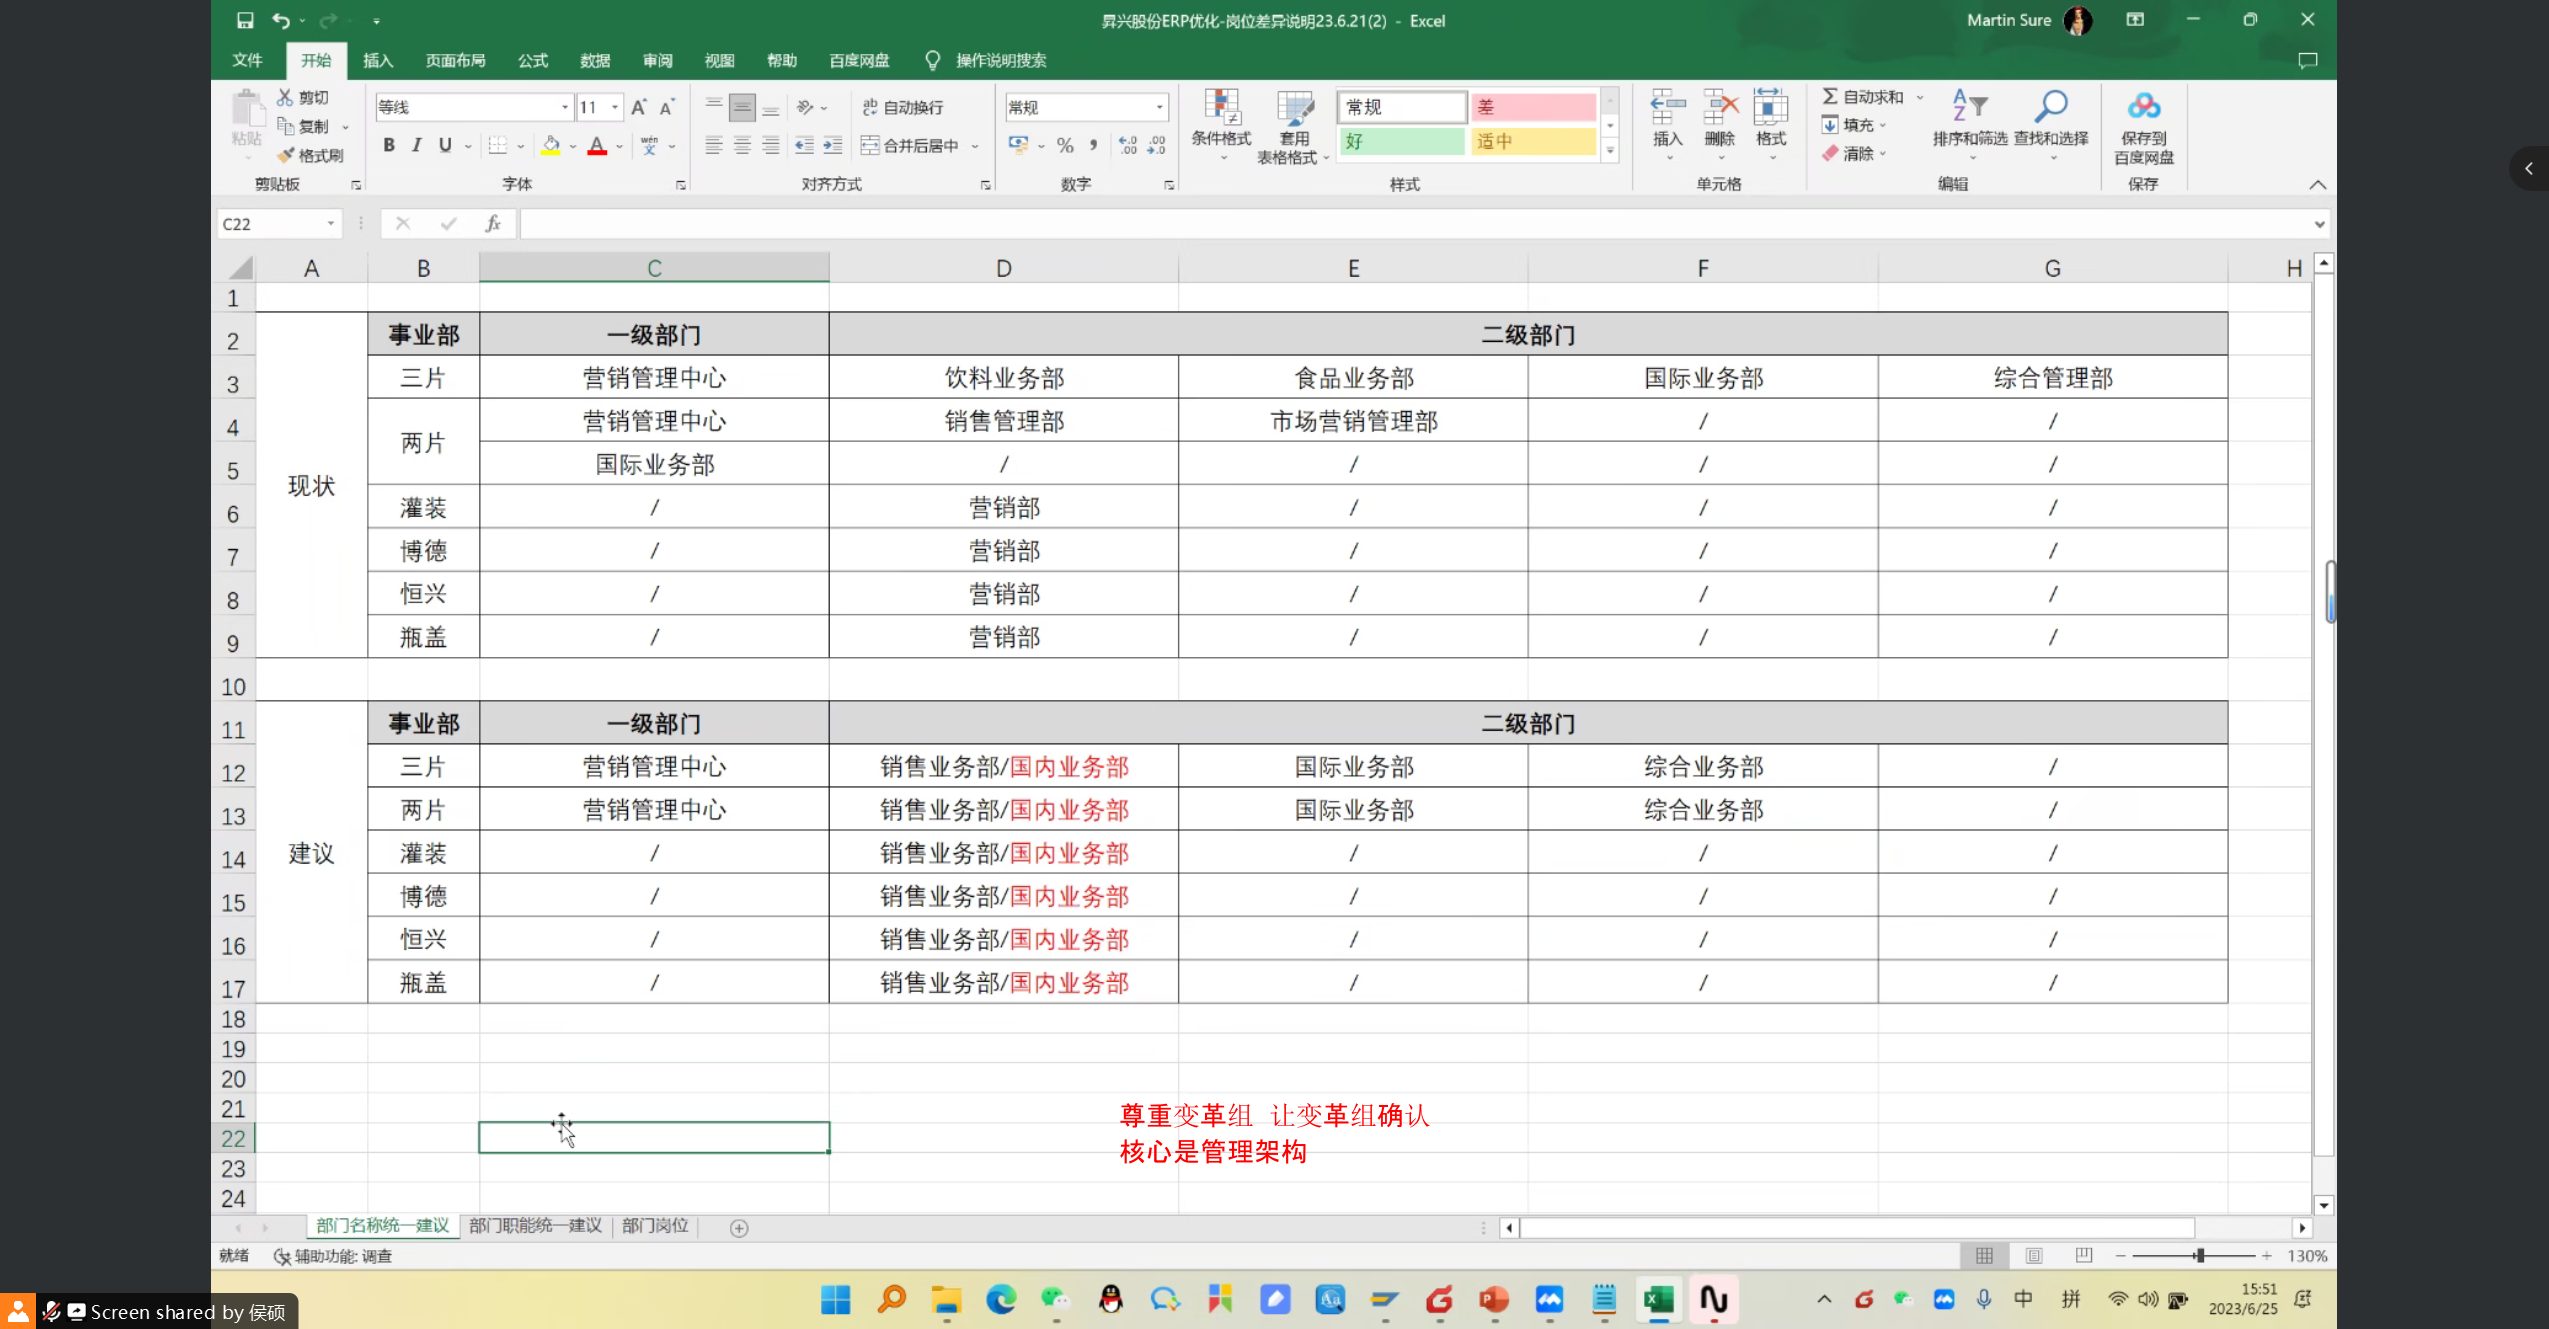 昇兴股份ERP优化-岗位差异说明23.6.21(2) - Excel
Martin Sure
文件 开始 插入 页面布局 公式 数据 审阅 视图 帮助 百度网盘 操作说明搜索
粘贴 剪切 复制 格式刷 剪贴板
等线 11 B I U A wén 文 字体
自动换行 合并后居中 对齐方式
常规 % 数字
条件格式 套用表格格式 常规 差 好 适中 样式
插入 删除 格式 单元格
自动求和 填充 清除 排序和筛选 查找和选择 编辑
保存到百度网盘 保存
C22 fx
A B C D E F G H
1
2 事业部 一级部门 二级部门
3 三片 营销管理中心 饮料业务部 食品业务部 国际业务部 综合管理部
4 两片 营销管理中心 销售管理部 市场营销管理部 / /
5 国际业务部 / / / /
现状
6 灌装 / 营销部 / / /
7 博德 / 营销部 / / /
8 恒兴 / 营销部 / / /
9 瓶盖 / 营销部 / / /
10
11 事业部 一级部门 二级部门
12 三片 营销管理中心 销售业务部/国内业务部 国际业务部 综合业务部 /
13 两片 营销管理中心 销售业务部/国内业务部 国际业务部 综合业务部 /
14 建议 灌装 / 销售业务部/国内业务部 / / /
15 博德 / 销售业务部/国内业务部 / / /
16 恒兴 / 销售业务部/国内业务部 / / /
17 瓶盖 / 销售业务部/国内业务部 / / /
18
19
20
21
尊重变革组 让变革组确认
22
核心是管理架构
23
24
部门名称统一建议 部门职能统一建议 部门岗位
就绪 辅助功能: 调查 130%
中 拼 15:51
2023/6/25
Screen shared by 侯硕